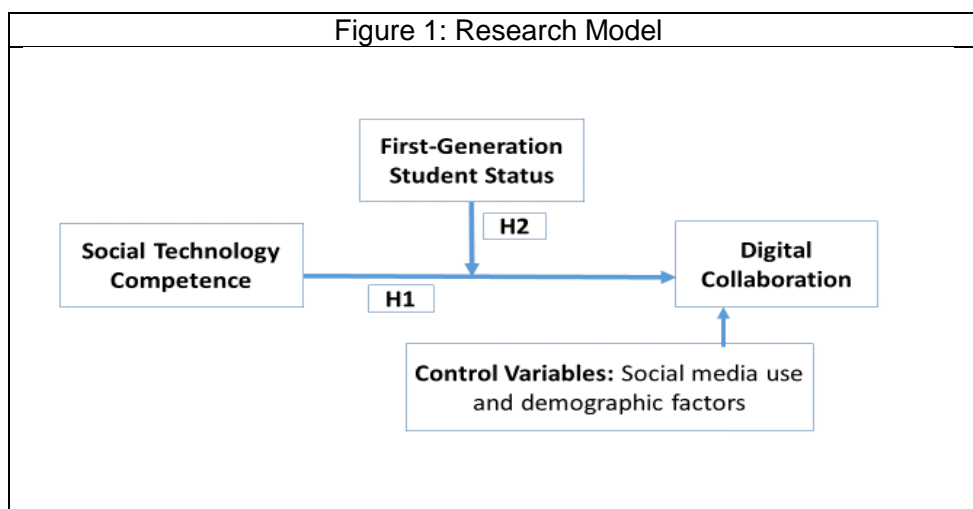 Figure 1: Research Model
First-Generation
Student Status
H2
Social Technology
Competence
Digital
Collaboration
H1
Control Variables: Social media use
and demographic factors